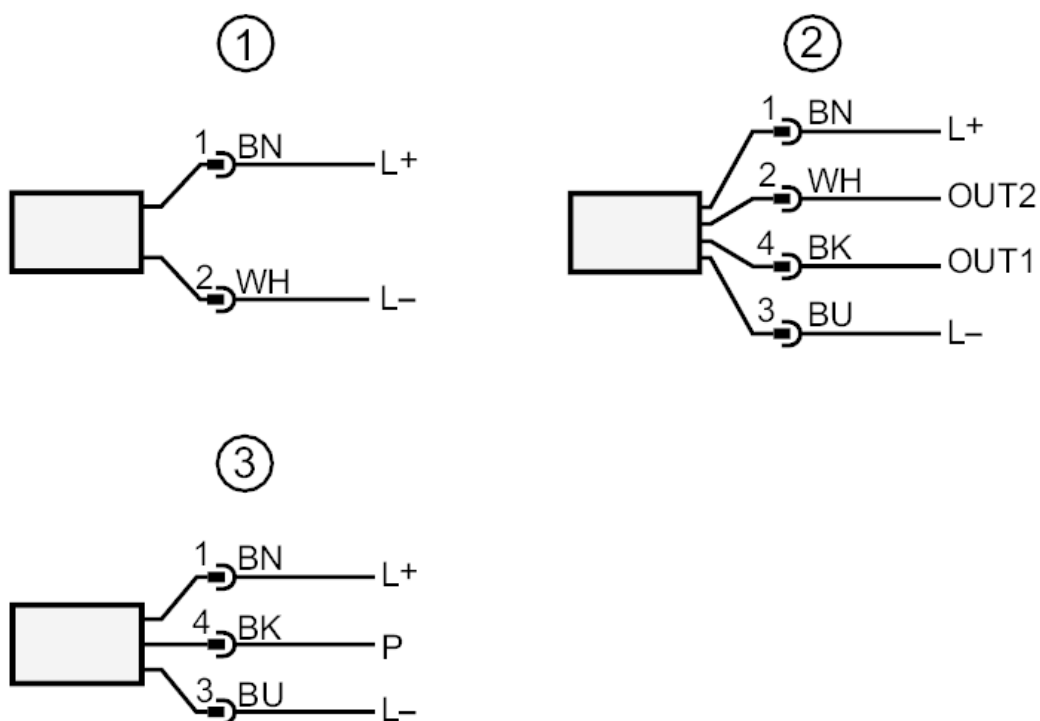 1
1 BN L+
2 WH L–
2
1 BN L+
2 WH OUT2
4 BK OUT1
3 BU L–
3
1 BN L+
4 BK P
3 BU L–